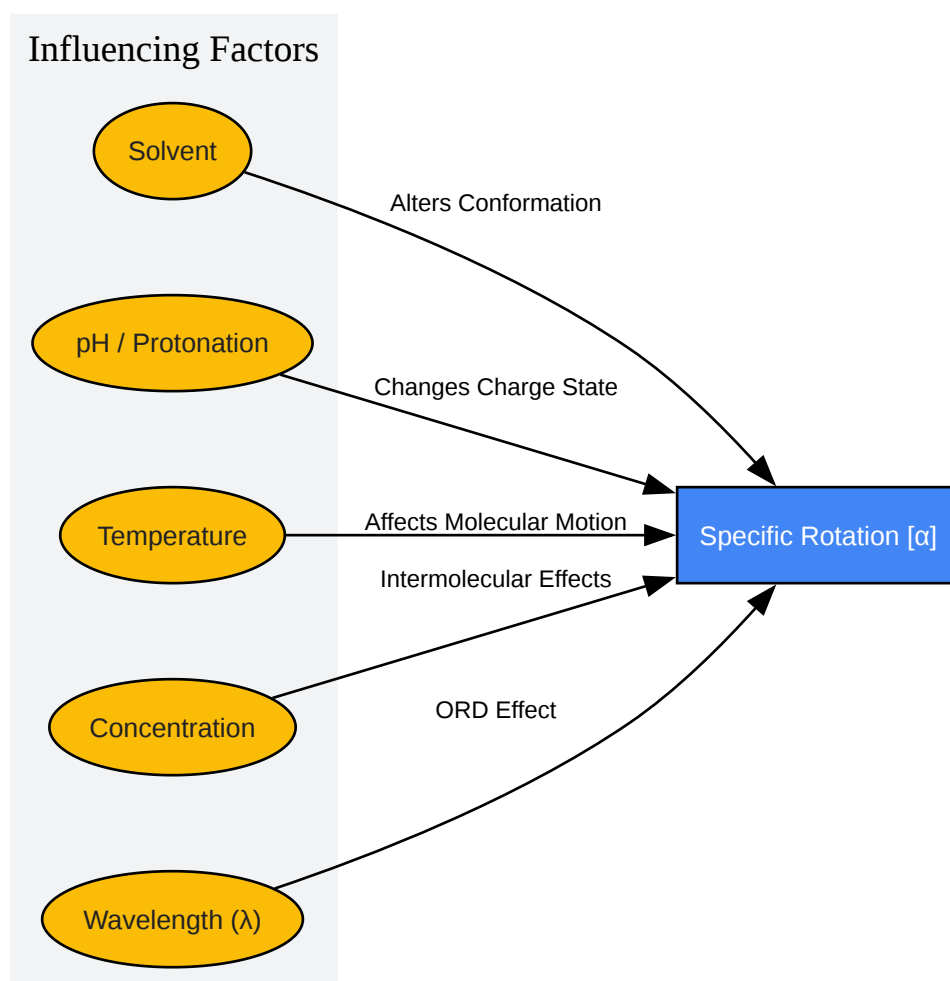 Influencing Factors
Solvent
Alters Conformation
pH / Protonation
Changes Charge State
Temperature
Affects Molecular Motion
Specific Rotation [α]
Intermolecular Effects
Concentration
ORD Effect
Wavelength (λ)